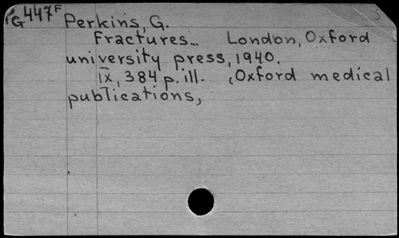 G447F Perkins, G.
Fractures... London, Oxford
university press, 1940.
IX, 384 p. ill. (Oxford medical
publications,